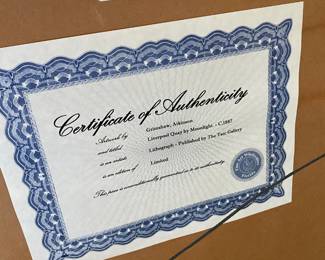 Certificate of Authenticity
Artwork by Grimshaw, Atkinson
and titled Liverpool Quay by Moonlight - C.1887
is an artists Lithograph - Published by The Tate Gallery
in an edition of Limited
This piece is unconditionally guaranteed as to its authenticity.